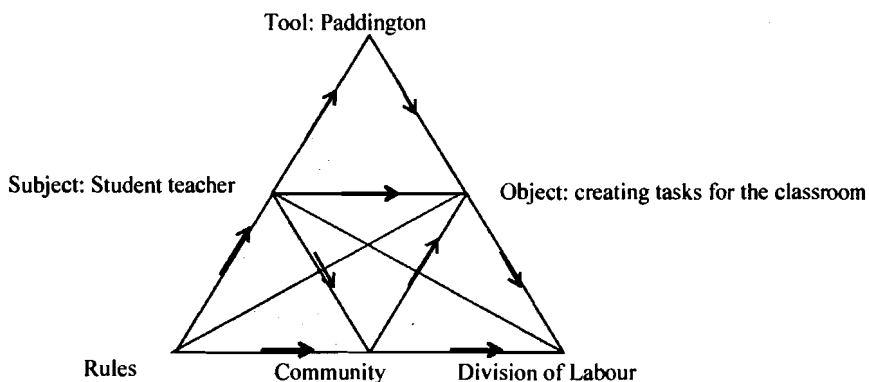 Tool: Paddington
Subject: Student teacher
Object: creating tasks for the classroom
Rules
Community
Division of Labour